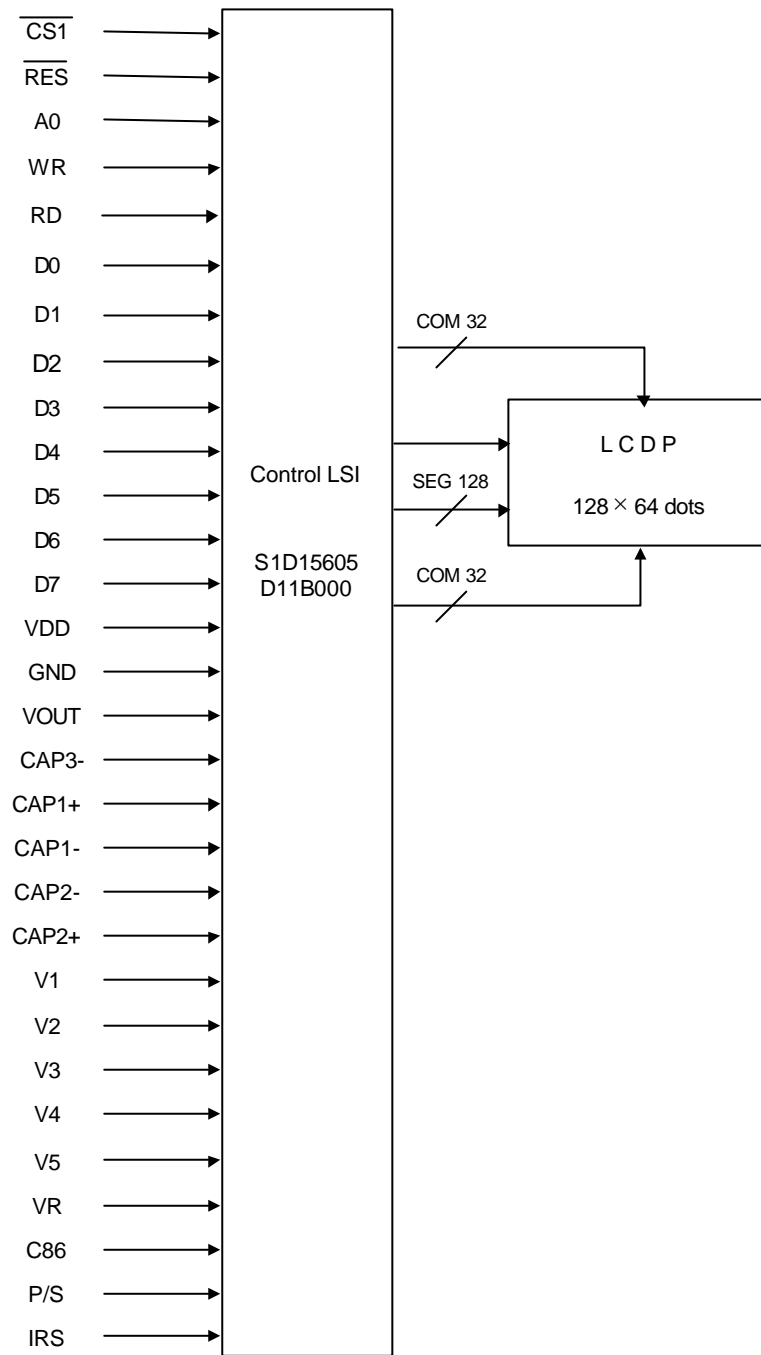 CS1
RES
A0
WR
RD
D0
D1
D2
D3
D4
D5
D6
D7
VDD
GND
VOUT
CAP3-
CAP1+
CAP1-
CAP2-
CAP2+
V1
V2
V3
V4
V5
VR
C86
P/S
IRS
Control LSI
S1D15605
D11B000
COM 32
SEG 128
COM 32
L C D P
128 × 64 dots